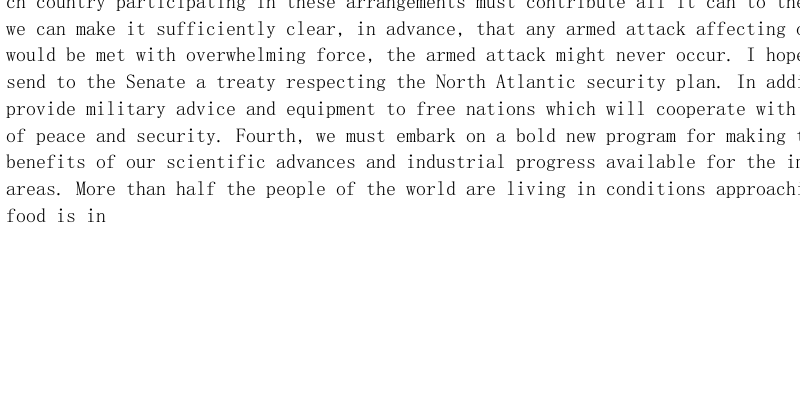 country participating in these arrangements must contribute all it can to the
we can make it sufficiently clear, in advance, that any armed attack affecting
would be met with overwhelming force, the armed attack might never occur. I hope
send to the Senate a treaty respecting the North Atlantic security plan. In
provide military advice and equipment to free nations which will cooperate with
of peace and security. Fourth, we must embark on a bold new program for making
benefits of our scientific advances and industrial progress available for the
areas. More than half the people of the world are living in conditions
food is in